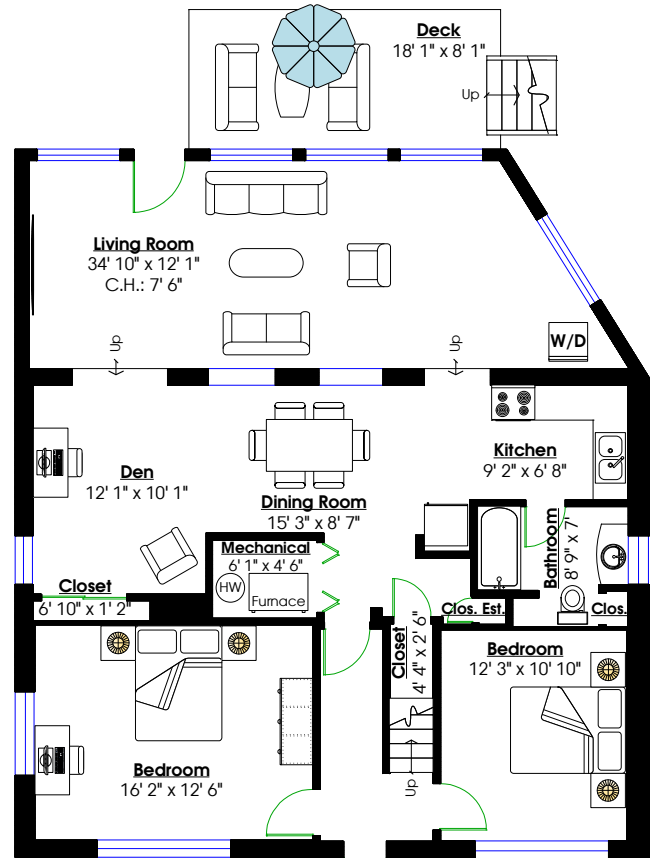 Deck
18' 1" x 8' 1"
Up
Living Room
34' 10" x 12' 1"
C.H.: 7' 6"
W/D
Up
Up
Kitchen
9' 2" x 6' 8"
Den
12' 1" x 10' 1"
Dining Room
15' 3" x 8' 7"
Bathroom
8' 9" x 7'
Mechanical
6' 1" x 4' 6"
HW
Furnace
Closet
6' 10" x 1' 2"
Clos. Est.
Clos.
Closet
4' 4" x 2' 6"
Bedroom
12' 3" x 10' 10"
Bedroom
16' 2" x 12' 6"
Up